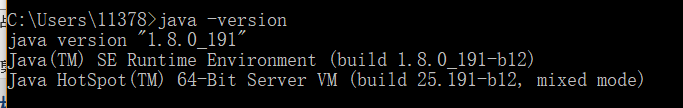 C:\Users\11378>java -version
java version "1.8.0_191"
Java(TM) SE Runtime Environment (build 1.8.0_191-b12)
Java HotSpot(TM) 64-Bit Server VM (build 25.191-b12, mixed mode)